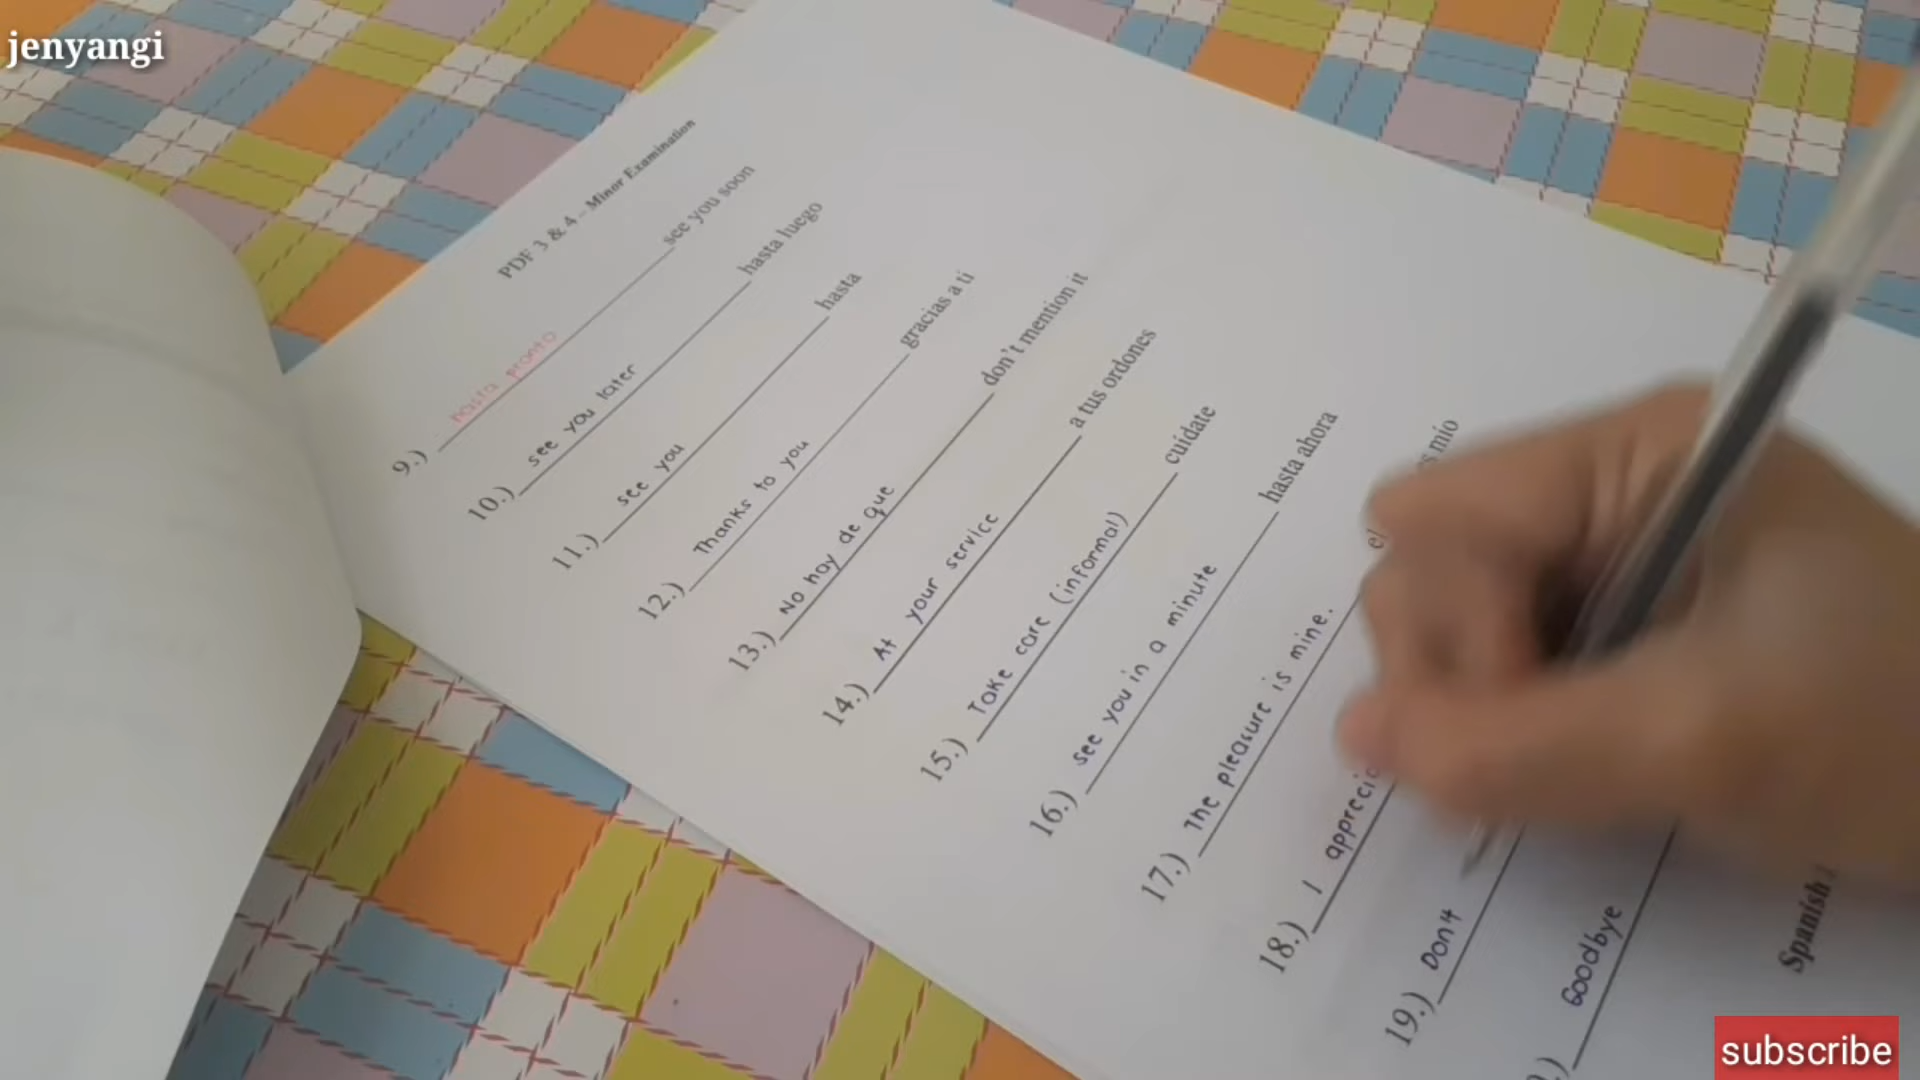 jenyangi
PDF 3 & 4 – Minor Examination
9.) hasta pronto see you soon
10.) see you later hasta luego
11.) see you hasta
12.) Thanks to you gracias a ti
13.) No hay de que don't mention it
14.) At your service a tus ordones
15.) Take care (informal) cuídate
16.) see you in a minute hasta ahora
17.) The pleasure is mine. mio
18.) I
19.) Don't
Goodbye
Spanish
subscribe